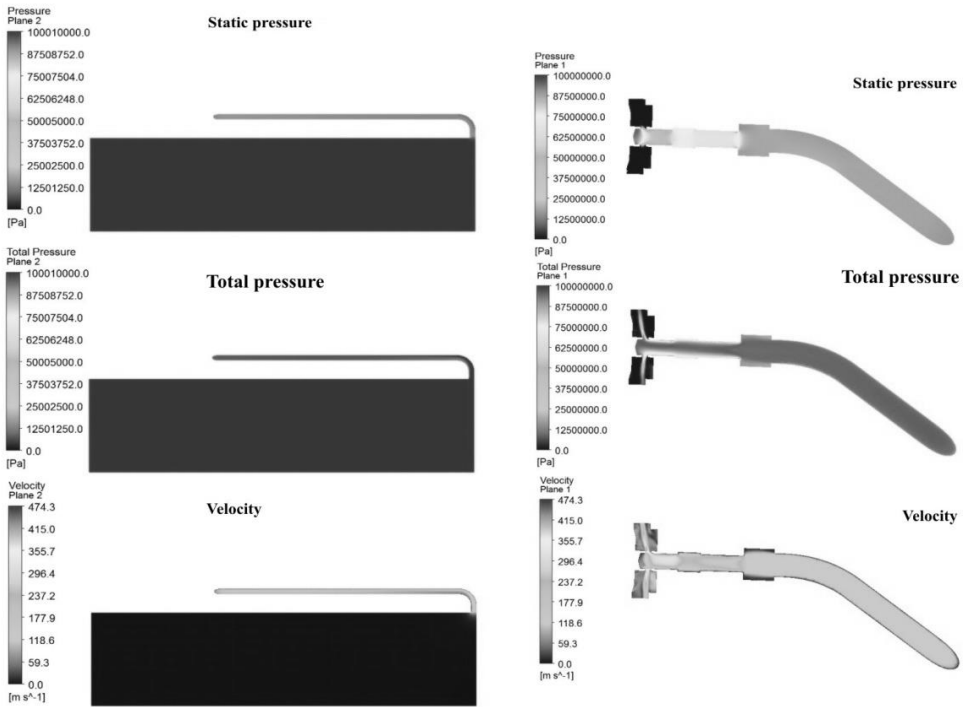 Pressure
Plane 2
100010000.0
87508752.0
75007504.0
62506248.0
50005000.0
37503752.0
25002500.0
12501250.0
0.0
[Pa]
Static pressure
Total Pressure
Plane 2
100010000.0
87508752.0
75007504.0
62506248.0
50005000.0
37503752.0
25002500.0
12501250.0
0.0
[Pa]
Total pressure
Velocity
Plane 2
474.3
415.0
355.7
296.4
237.2
177.9
118.6
59.3
0.0
[m s^-1]
Velocity
Pressure
Plane 1
100000000.0
87500000.0
75000000.0
62500000.0
50000000.0
37500000.0
25000000.0
12500000.0
0.0
[Pa]
Static pressure
Total Pressure
Plane 1
100000000.0
87500000.0
75000000.0
62500000.0
50000000.0
37500000.0
25000000.0
12500000.0
0.0
[Pa]
Total pressure
Velocity
Plane 1
474.3
415.0
355.7
296.4
237.2
177.9
118.6
59.3
0.0
[m s^-1]
Velocity